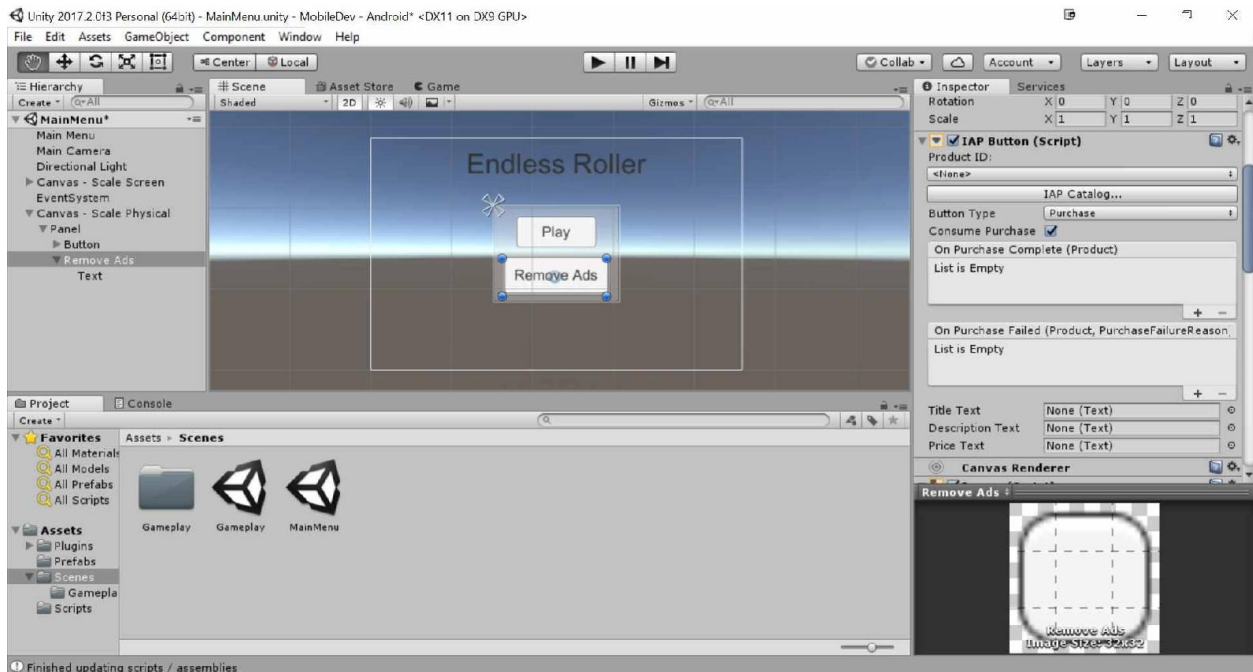 Unity 2017.2.0f3 Personal (64bit) - MainMenu.unity - MobileDev - Android* <DX11 on DX9 GPU>
File Edit Assets GameObject Component Window Help
Center Local Collab Account Layers Layout
Hierarchy
Create All
MainMenu*
Main Menu
Main Camera
Directional Light
Canvas - Scale Screen
EventSystem
Canvas - Scale Physical
Panel
Button
Remove Ads
Text
Scene Asset Store Game
Shaded 2D Gizmos All
Endless Roller
Play
Remove Ads
Inspector Services
Rotation X 0 Y 0 Z 0
Scale X 1 Y 1 Z 1
IAP Button (Script)
Product ID:
<None>
IAP Catalog...
Button Type Purchase
Consume Purchase
On Purchase Complete (Product)
List is Empty
+ -
On Purchase Failed (Product, PurchaseFailureReason
List is Empty
+ -
Title Text None (Text)
Description Text None (Text)
Price Text None (Text)
Canvas Renderer
Remove Ads
Remove Ads
Image Size: 32x32
Project Console
Create
Favorites
All Materials
All Models
All Prefabs
All Scripts
Assets
Plugins
Prefabs
Scenes
Gamepla
Scripts
Assets Scenes
Gameplay Gameplay MainMenu
Finished updating scripts / assemblies